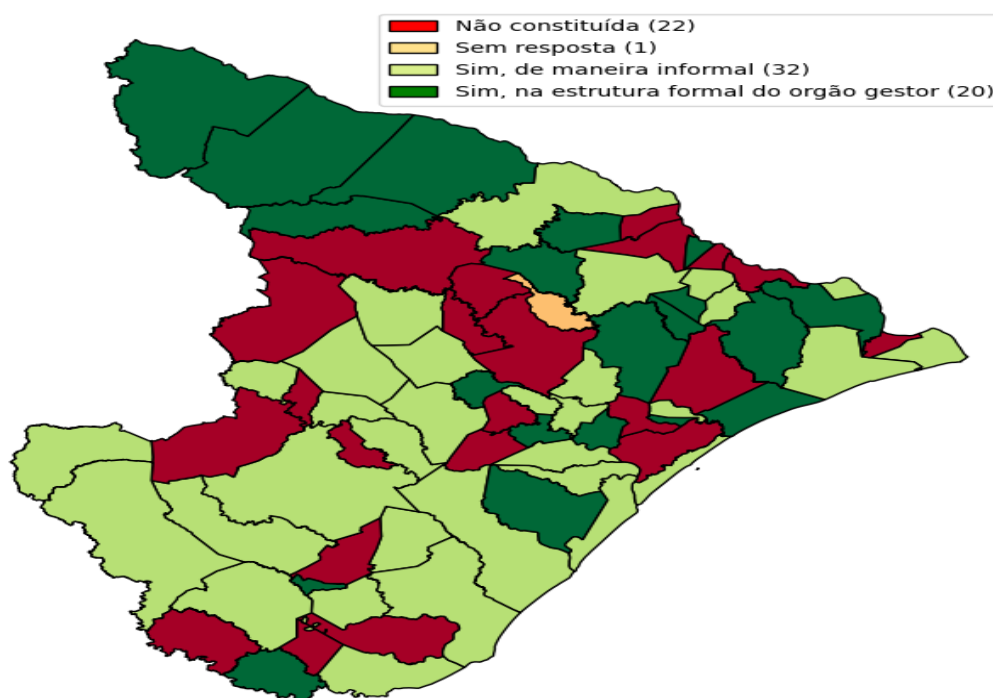 Não constituída (22)
Sem resposta (1)
Sim, de maneira informal (32)
Sim, na estrutura formal do orgão gestor (20)